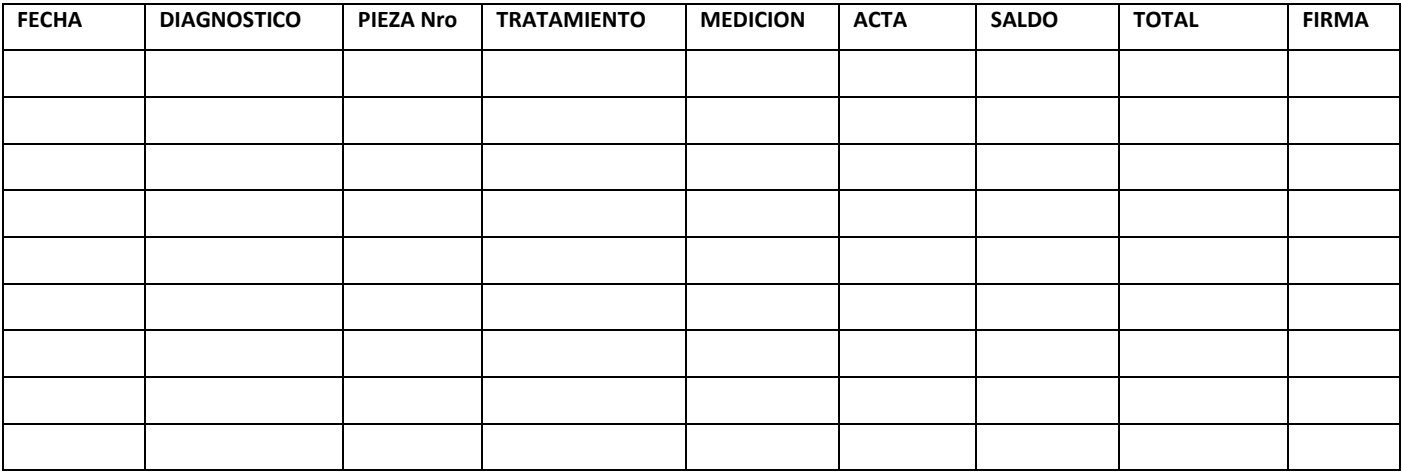 FECHA DIAGNOSTICO PIEZA Nro TRATAMIENTO MEDICION ACTA SALDO TOTAL FIRMA